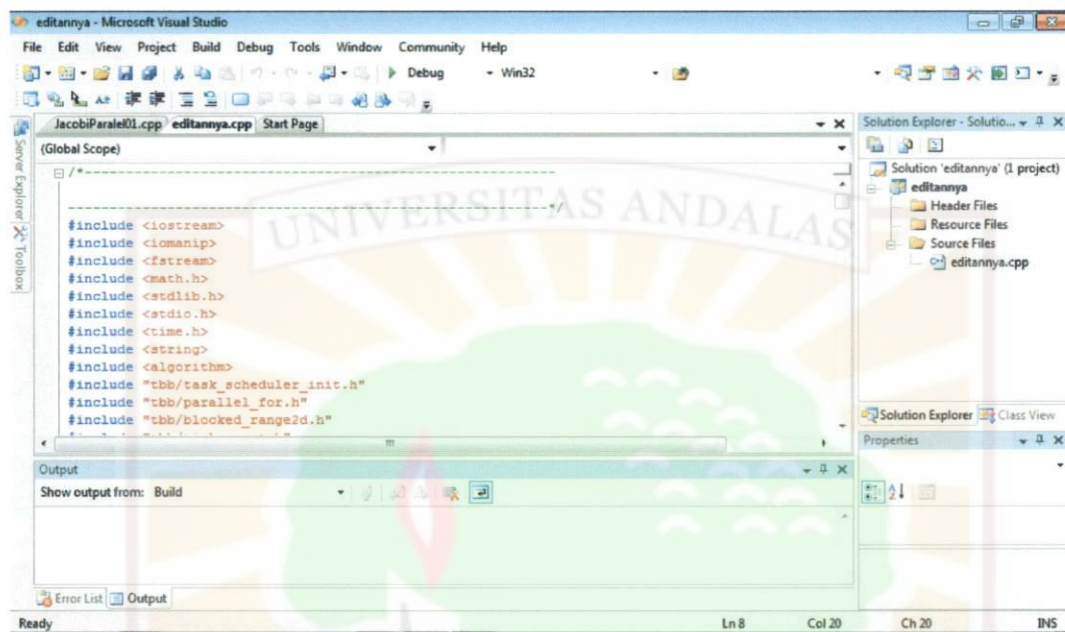 editannya - Microsoft Visual Studio
File Edit View Project Build Debug Tools Window Community Help
Debug Win32
JacobiParalel01.cpp editannya.cpp Start Page
(Global Scope)
/*----------------------------------------------------------
----------------------------------------------------------*/
#include <iostream>
#include <iomanip>
#include <fstream>
#include <math.h>
#include <stdlib.h>
#include <stdio.h>
#include <time.h>
#include <string>
#include <algorithm>
#include "tbb/task_scheduler_init.h"
#include "tbb/parallel_for.h"
#include "tbb/blocked_range2d.h"
UNIVERSITAS ANDALAS
Server Explorer
Toolbox
Solution Explorer - Solutio...
Solution 'editannya' (1 project)
editannya
Header Files
Resource Files
Source Files
editannya.cpp
Solution Explorer Class View
Properties
Output
Show output from: Build
Error List Output
Ready Ln 8 Col 20 Ch 20 INS